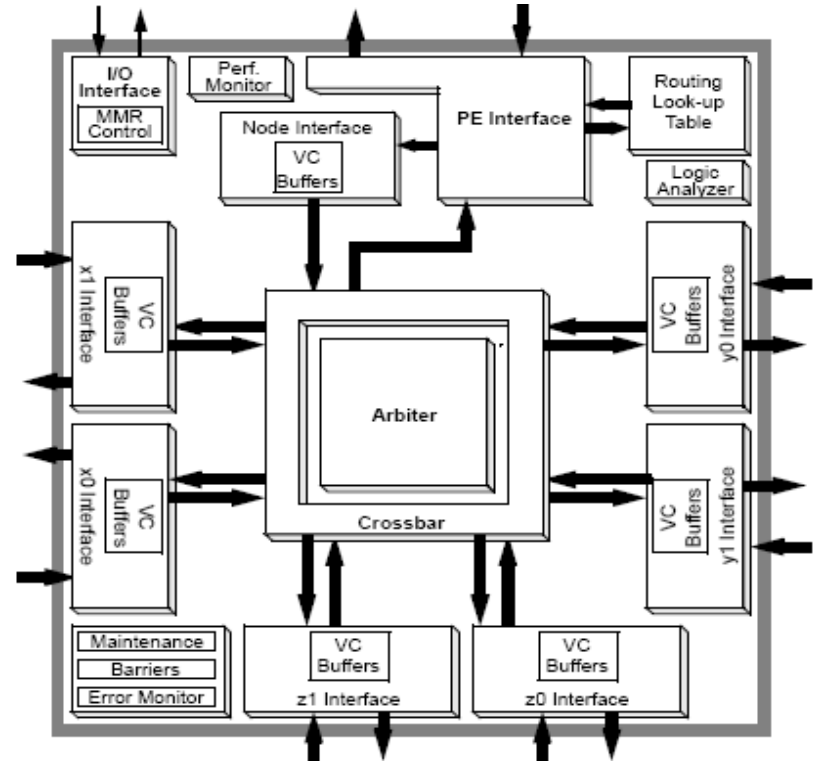 I/O
Interface
MMR
Control
Perf.
Monitor
PE Interface
Routing
Look-up
Table
Node Interface
VC
Buffers
Logic
Analyzer
x1 Interface
VC
Buffers
y0 Interface
VC
Buffers
Arbiter
Crossbar
x0 Interface
VC
Buffers
y1 Interface
VC
Buffers
Maintenance
Barriers
Error Monitor
VC
Buffers
z1 Interface
VC
Buffers
z0 Interface